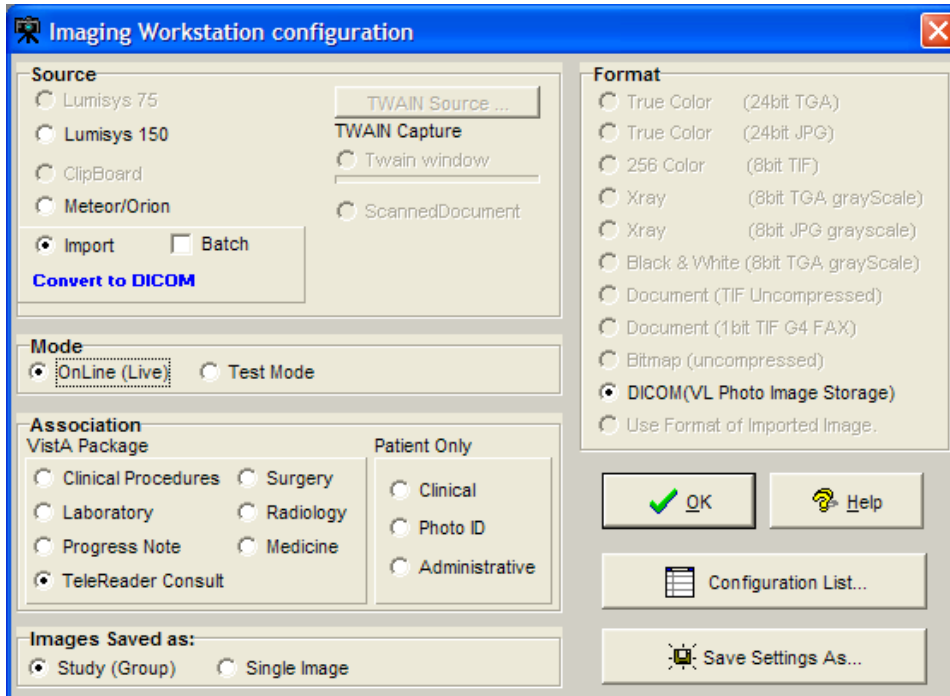 Imaging Workstation configuration
Source
Lumisys 75
TWAIN Source ...
Lumisys 150
TWAIN Capture
ClipBoard
Twain window
Meteor/Orion
ScannedDocument
Import
Batch
Convert to DICOM
Mode
OnLine (Live)
Test Mode
Association
VistA Package
Patient Only
Clinical Procedures
Surgery
Laboratory
Radiology
Progress Note
Medicine
TeleReader Consult
Clinical
Photo ID
Administrative
Images Saved as:
Study (Group)
Single Image
Format
True Color (24bit TGA)
True Color (24bit JPG)
256 Color (8bit TIF)
Xray (8bit TGA grayScale)
Xray (8bit JPG grayscale)
Black & White (8bit TGA grayScale)
Document (TIF Uncompressed)
Document (1bit TIF G4 FAX)
Bitmap (uncompressed)
DICOM(VL Photo Image Storage)
Use Format of Imported Image.
OK
Help
Configuration List...
Save Settings As...